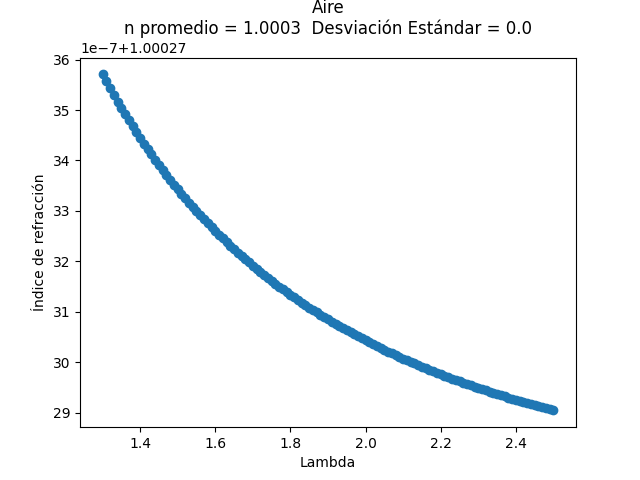 Aire
n promedio = 1.0003  Desviación Estándar = 0.0
1e-7+1.00027
36
35
34
33
32
31
30
29
Índice de refracción
1.4 1.6 1.8 2.0 2.2 2.4
Lambda